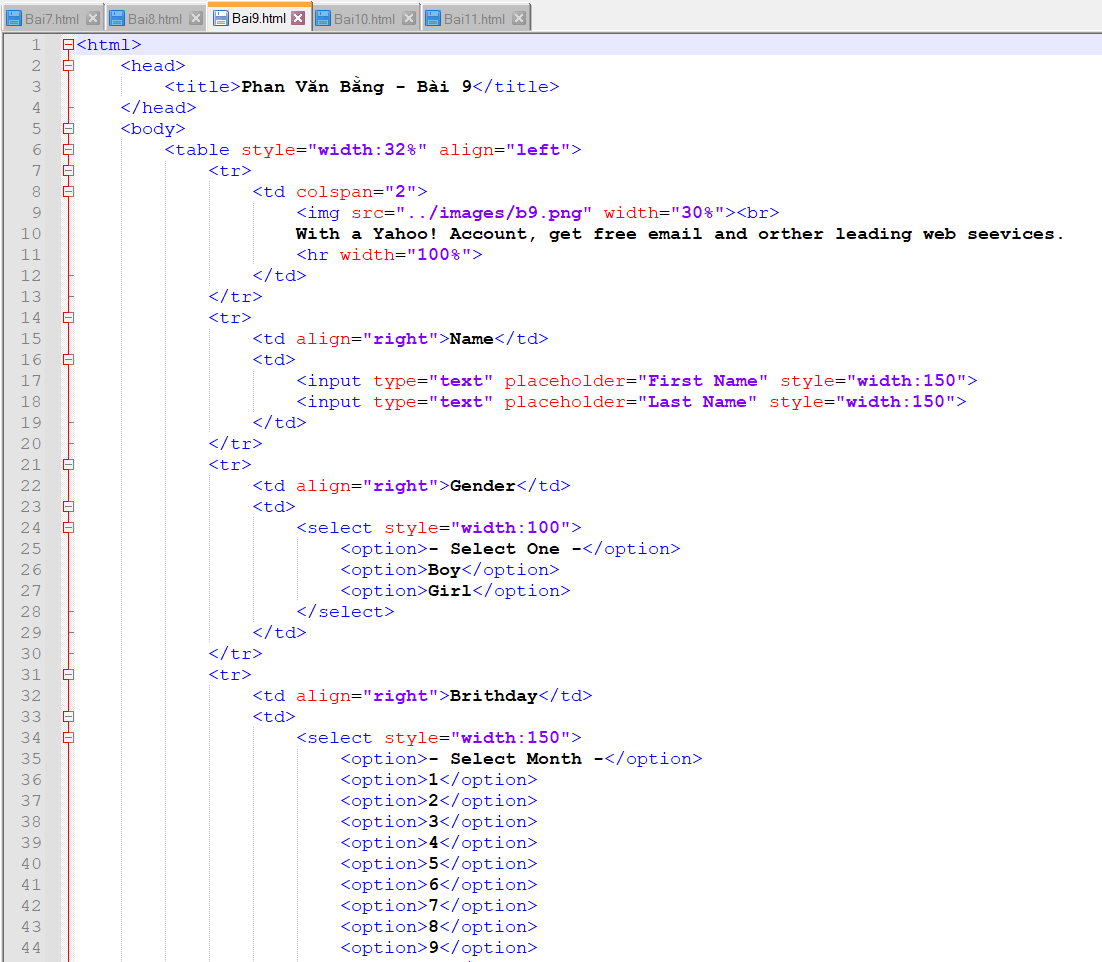 Bai7.html Bai8.html Bai9.html Bai10.html Bai11.html
1 <html>
2 <head>
3 <title>Phan Văn Bằng - Bài 9</title>
4 </head>
5 <body>
6 <table style="width:32%" align="left">
7 <tr>
8 <td colspan="2">
9 <img src="../images/b9.png" width="30%"><br>
10 With a Yahoo! Account, get free email and orther leading web seevices.
11 <hr width="100%">
12 </td>
13 </tr>
14 <tr>
15 <td align="right">Name</td>
16 <td>
17 <input type="text" placeholder="First Name" style="width:150">
18 <input type="text" placeholder="Last Name" style="width:150">
19 </td>
20 </tr>
21 <tr>
22 <td align="right">Gender</td>
23 <td>
24 <select style="width:100">
25 <option>- Select One -</option>
26 <option>Boy</option>
27 <option>Girl</option>
28 </select>
29 </td>
30 </tr>
31 <tr>
32 <td align="right">Brithday</td>
33 <td>
34 <select style="width:150">
35 <option>- Select Month -</option>
36 <option>1</option>
37 <option>2</option>
38 <option>3</option>
39 <option>4</option>
40 <option>5</option>
41 <option>6</option>
42 <option>7</option>
43 <option>8</option>
44 <option>9</option>